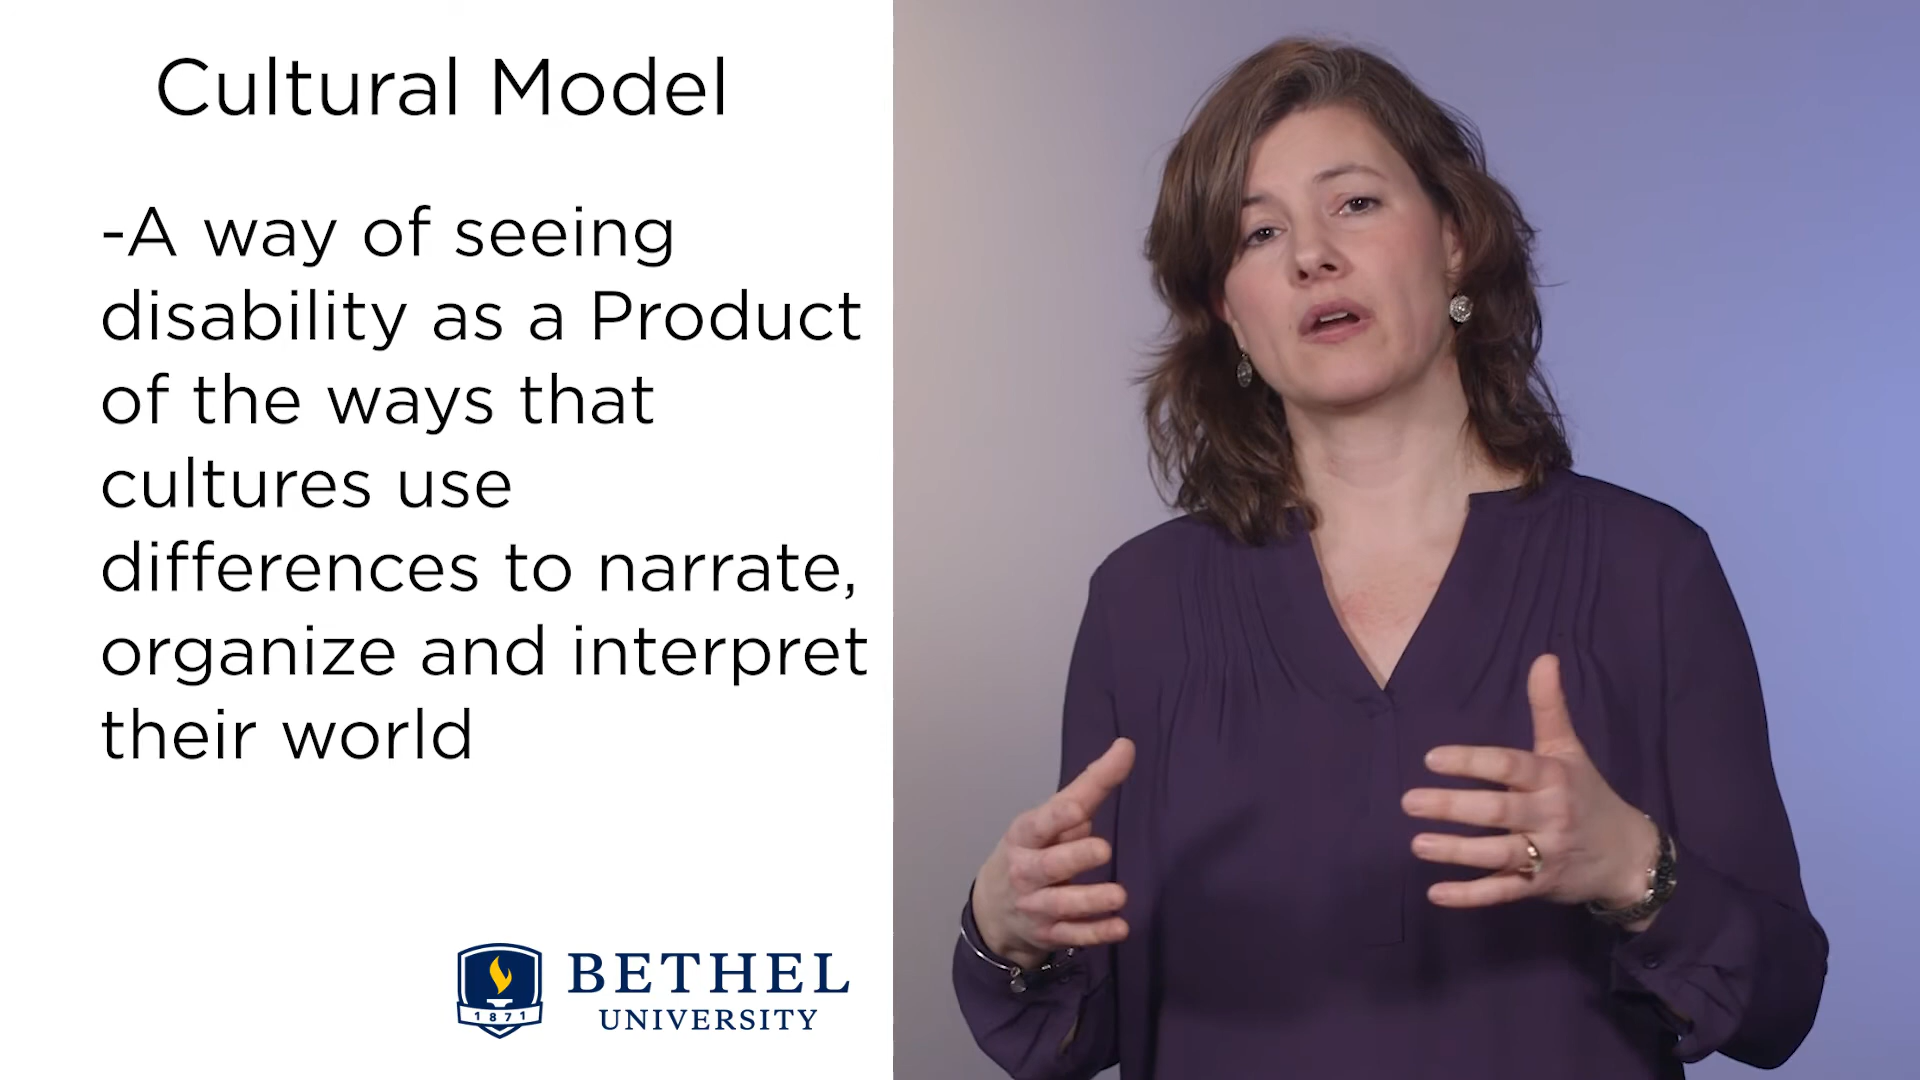 Cultural Model
-A way of seeing
disability as a Product
of the ways that
cultures use
differences to narrate,
organize and interpret
their world
1871
BETHEL
UNIVERSITY